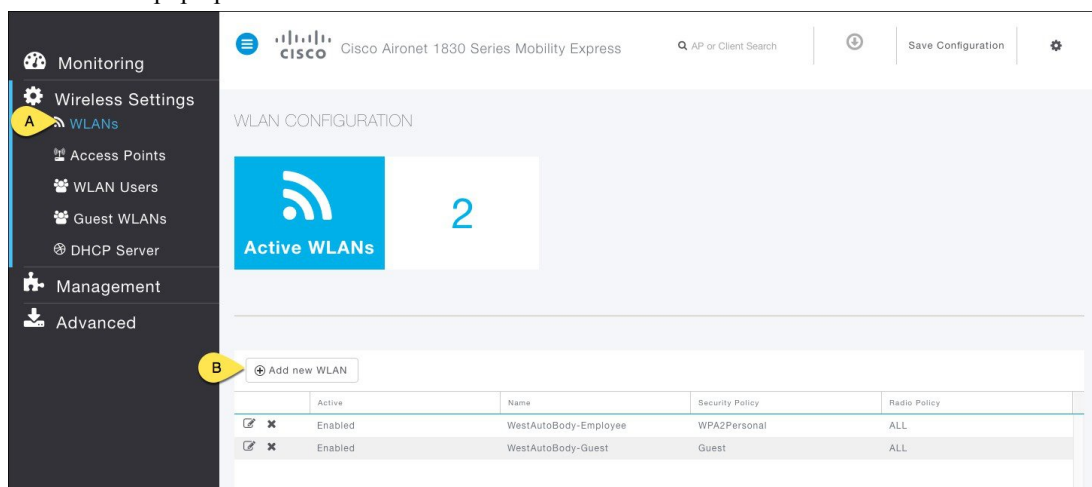 Monitoring
Wireless Settings
A
WLANs
Access Points
WLAN Users
Guest WLANs
DHCP Server
Management
Advanced
CISCO Cisco Aironet 1830 Series Mobility Express
AP or Client Search
Save Configuration
WLAN CONFIGURATION
Active WLANs
2
B
Add new WLAN
Active Name Security Policy Radio Policy
Enabled WestAutoBody-Employee WPA2Personal ALL
Enabled WestAutoBody-Guest Guest ALL